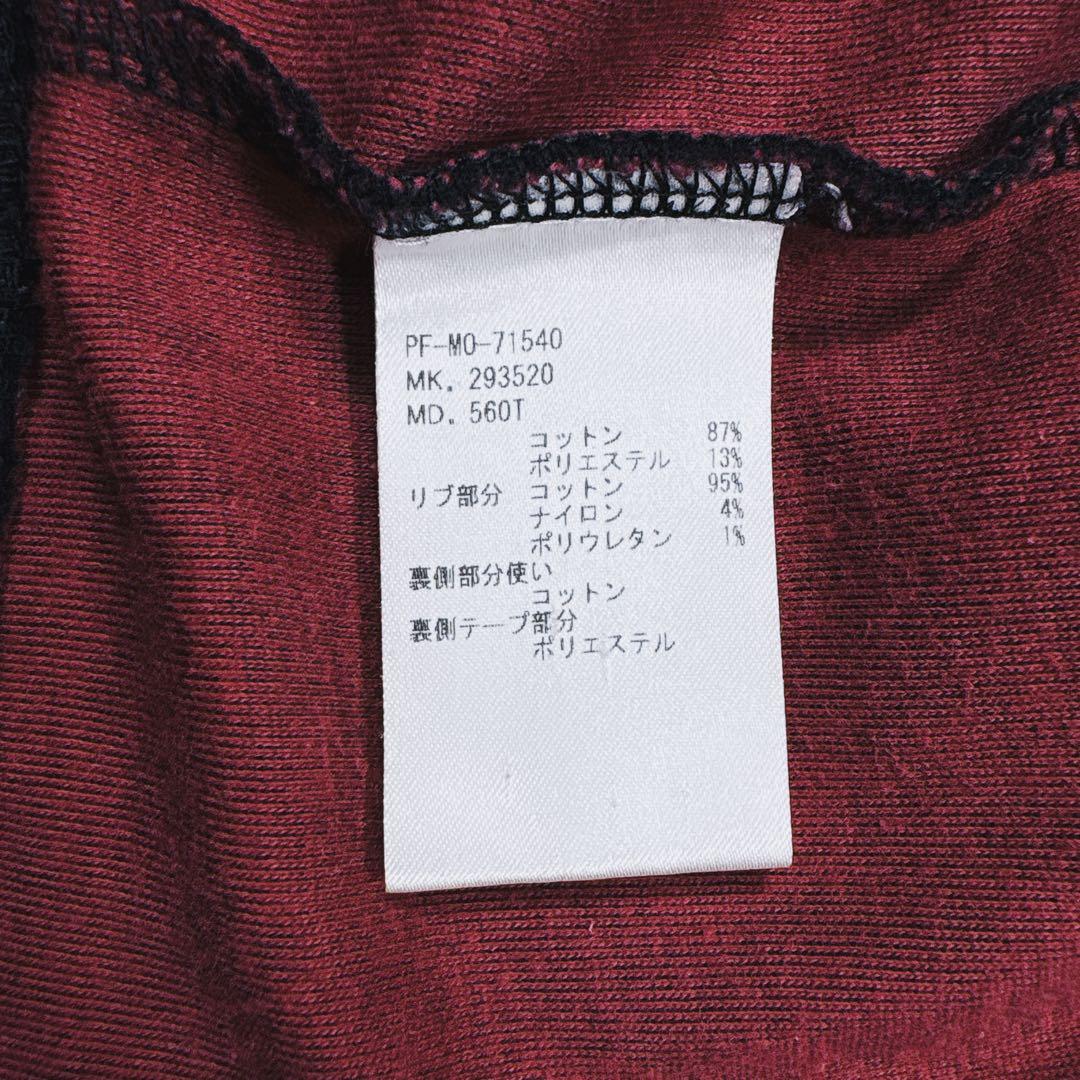 PF-MO-71540
MK. 293520
MD. 560T
コットン 87%
ポリエステル 13%
リブ部分 コットン 95%
ナイロン 4%
ポリウレタン 1%
裏側部分使い
コットン
裏側テープ部分
ポリエステル